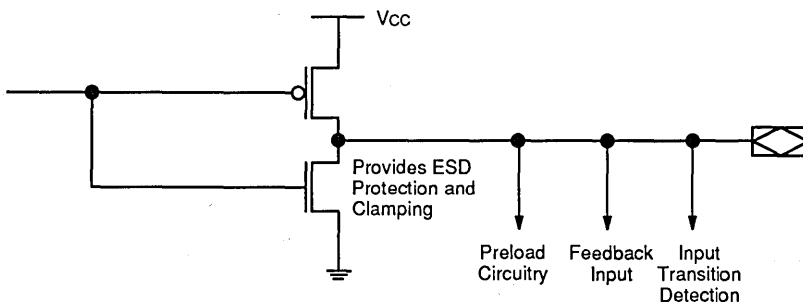 Vcc
Provides ESD
Protection and
Clamping
Preload
Circuitry
Feedback
Input
Input
Transition
Detection